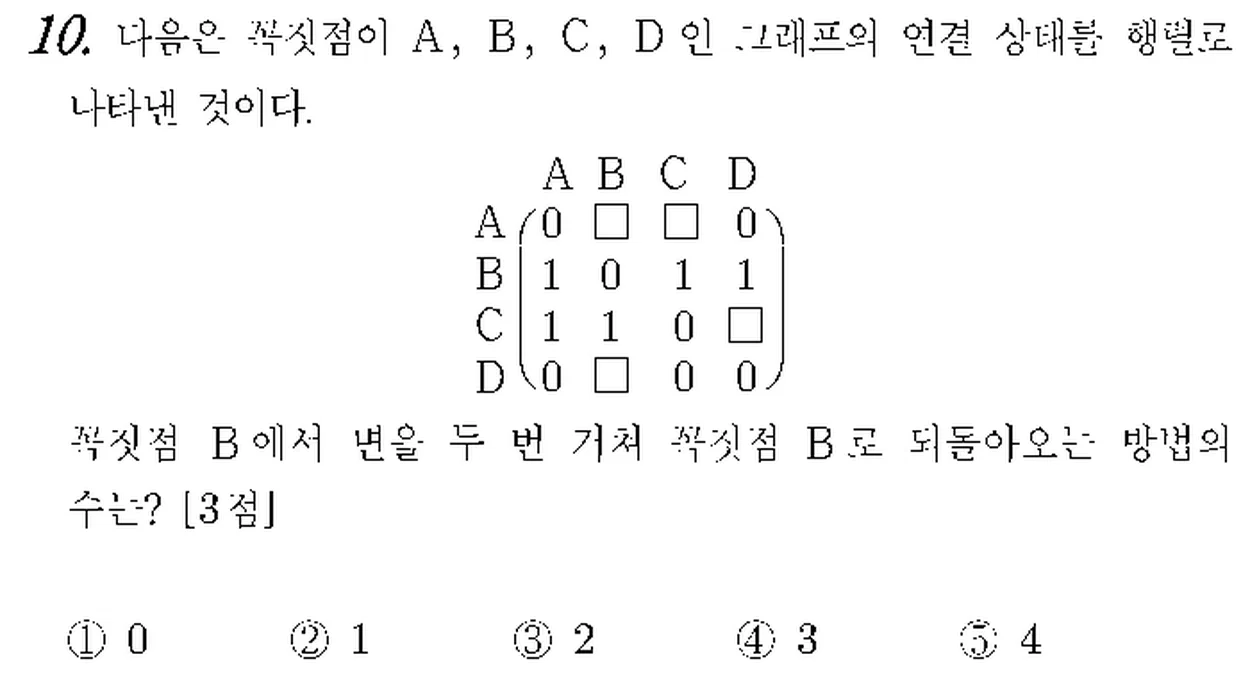 10. 다음은 꼭짓점이 A, B, C, D 인 그래프의 연결 상태를 행렬로
나타낸 것이다.
A B C D
A 0 □ □ 0
B 1 0 1 1
C 1 1 0 □
D 0 □ 0 0
꼭짓점 B 에서 변을 두 번 거쳐 꼭짓점 B 로 되돌아오는 방법의
수는? [3 점]
① 0 ② 1 ③ 2 ④ 3 ⑤ 4